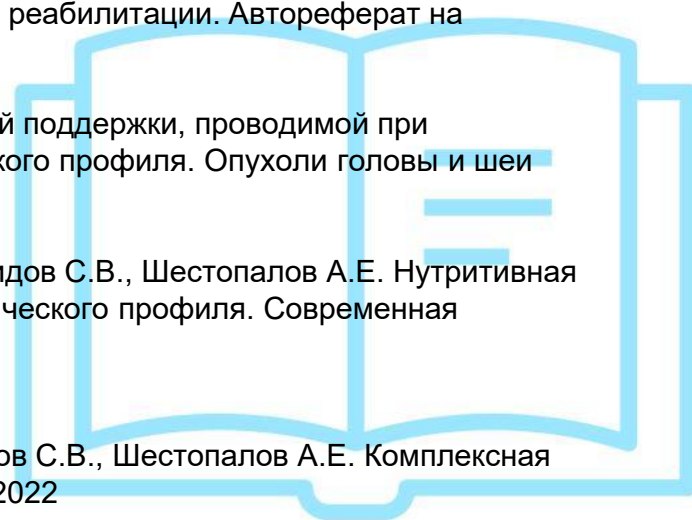 реабилитации. Автореферат на
й поддержки, проводимой при
кого профиля. Опухоли головы и шеи
идов С.В., Шестопалов А.Е. Нутритивная
ического профиля. Современная
ов С.В., Шестопалов А.Е. Комплексная
2022